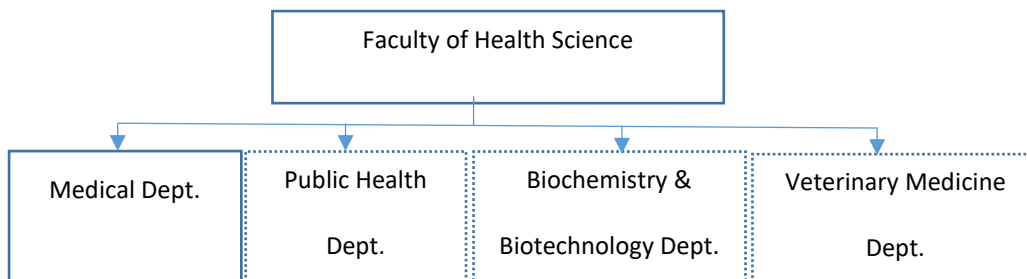 Faculty of Health Science
Medical Dept.
Public Health
Dept.
Biochemistry &
Biotechnology Dept.
Veterinary Medicine
Dept.